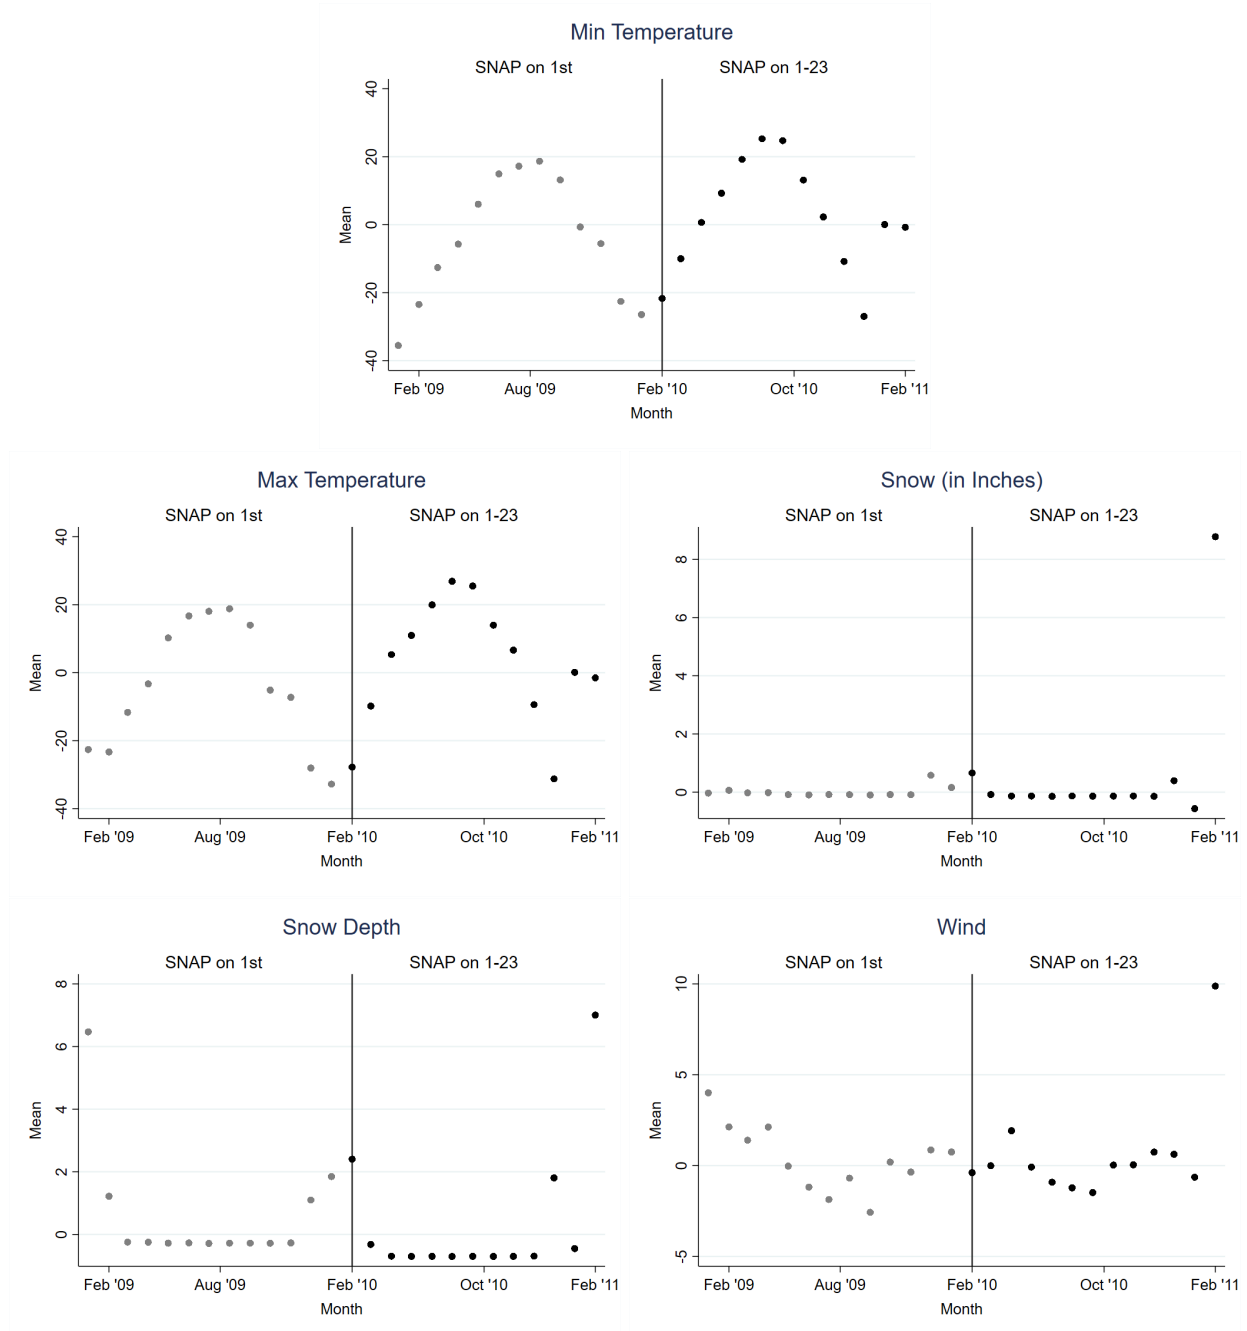 Min Temperature
SNAP on 1st SNAP on 1-23
40
20
0
-20
-40
Mean
Feb '09 Aug '09 Feb '10 Oct '10 Feb '11
Month
Max Temperature
SNAP on 1st SNAP on 1-23
40
20
0
-20
-40
Mean
Feb '09 Aug '09 Feb '10 Oct '10 Feb '11
Month
Snow (in Inches)
SNAP on 1st SNAP on 1-23
8
6
4
2
0
Mean
Feb '09 Aug '09 Feb '10 Oct '10 Feb '11
Month
Snow Depth
SNAP on 1st SNAP on 1-23
8
6
4
2
0
Mean
Feb '09 Aug '09 Feb '10 Oct '10 Feb '11
Month
Wind
SNAP on 1st SNAP on 1-23
10
5
0
-5
Mean
Feb '09 Aug '09 Feb '10 Oct '10 Feb '11
Month